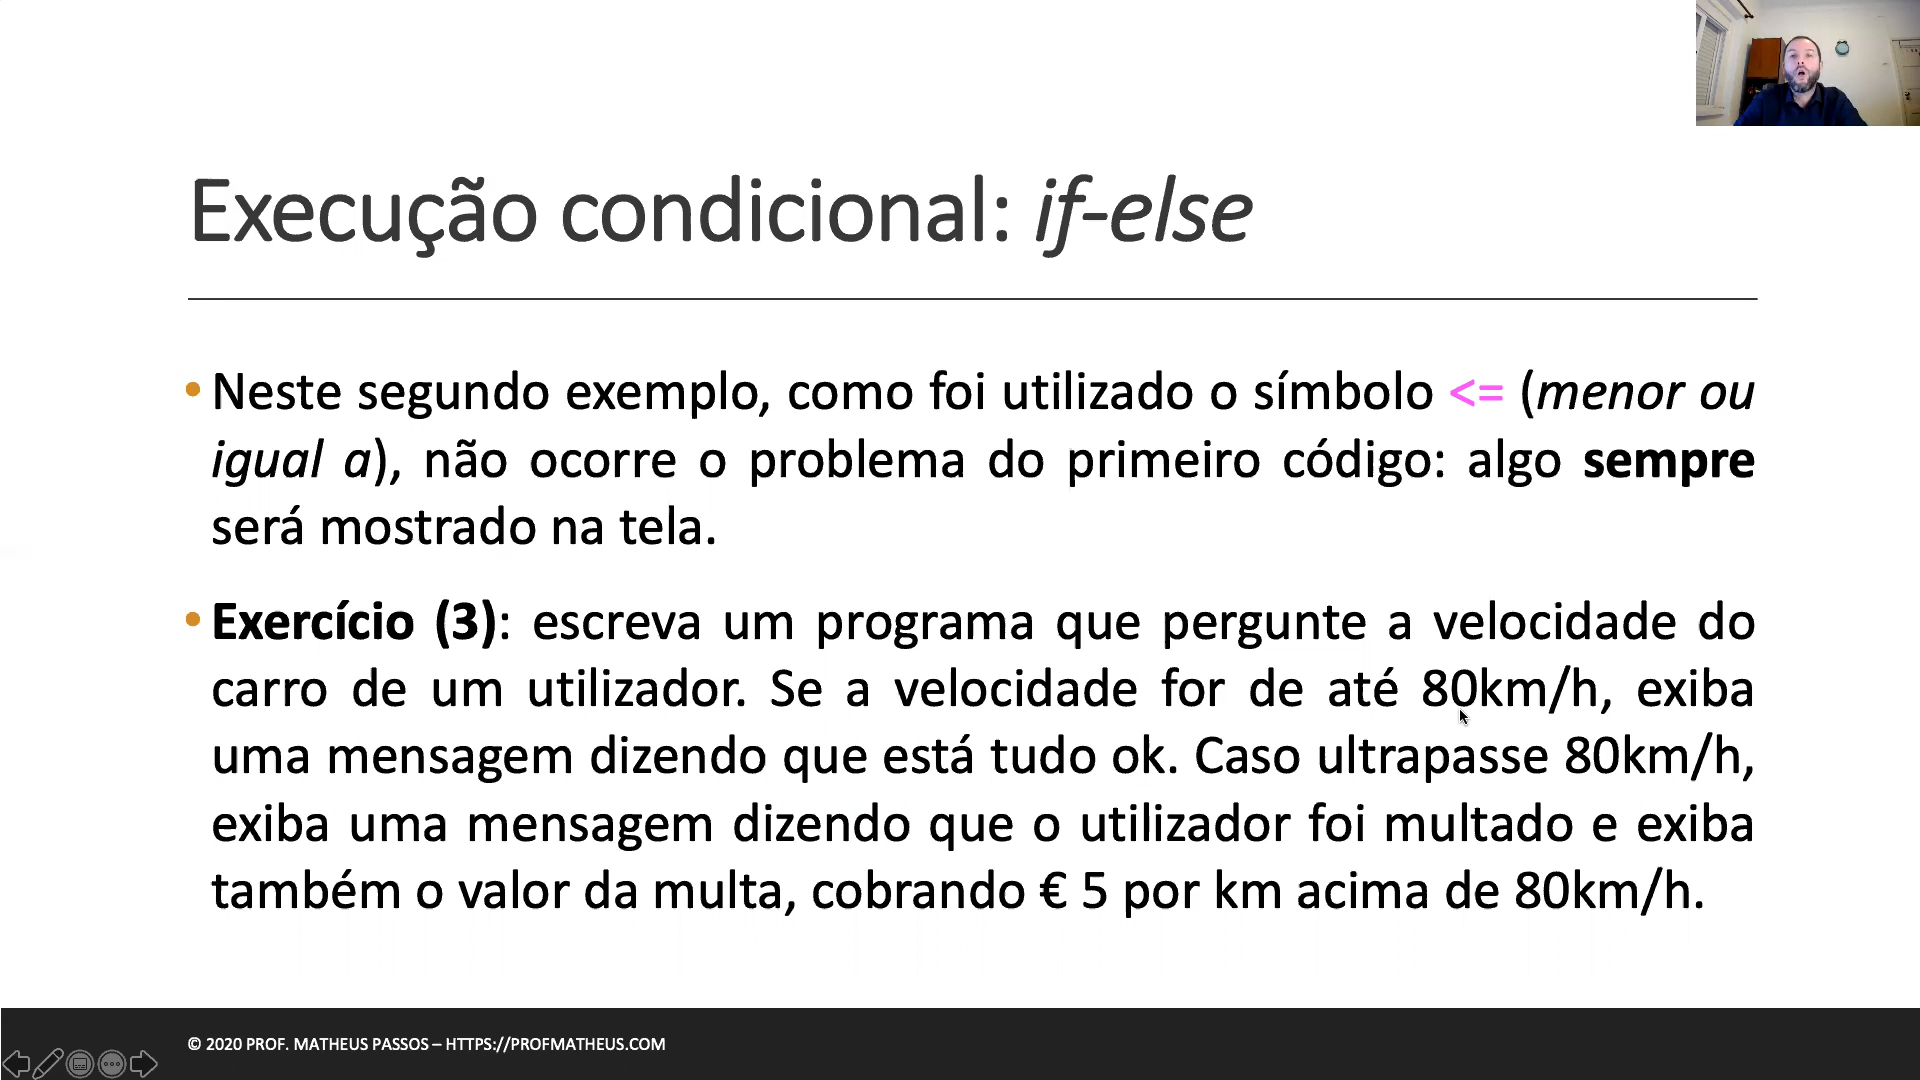 Execução condicional: if-else
• Neste segundo exemplo, como foi utilizado o símbolo <= (menor ou
igual a), não ocorre o problema do primeiro código: algo sempre
será mostrado na tela.
• Exercício (3): escreva um programa que pergunte a velocidade do
carro de um utilizador. Se a velocidade for de até 80km/h, exiba
uma mensagem dizendo que está tudo ok. Caso ultrapasse 80km/h,
exiba uma mensagem dizendo que o utilizador foi multado e exiba
também o valor da multa, cobrando € 5 por km acima de 80km/h.
© 2020 PROF. MATHEUS PASSOS – HTTPS://PROFMATHEUS.COM